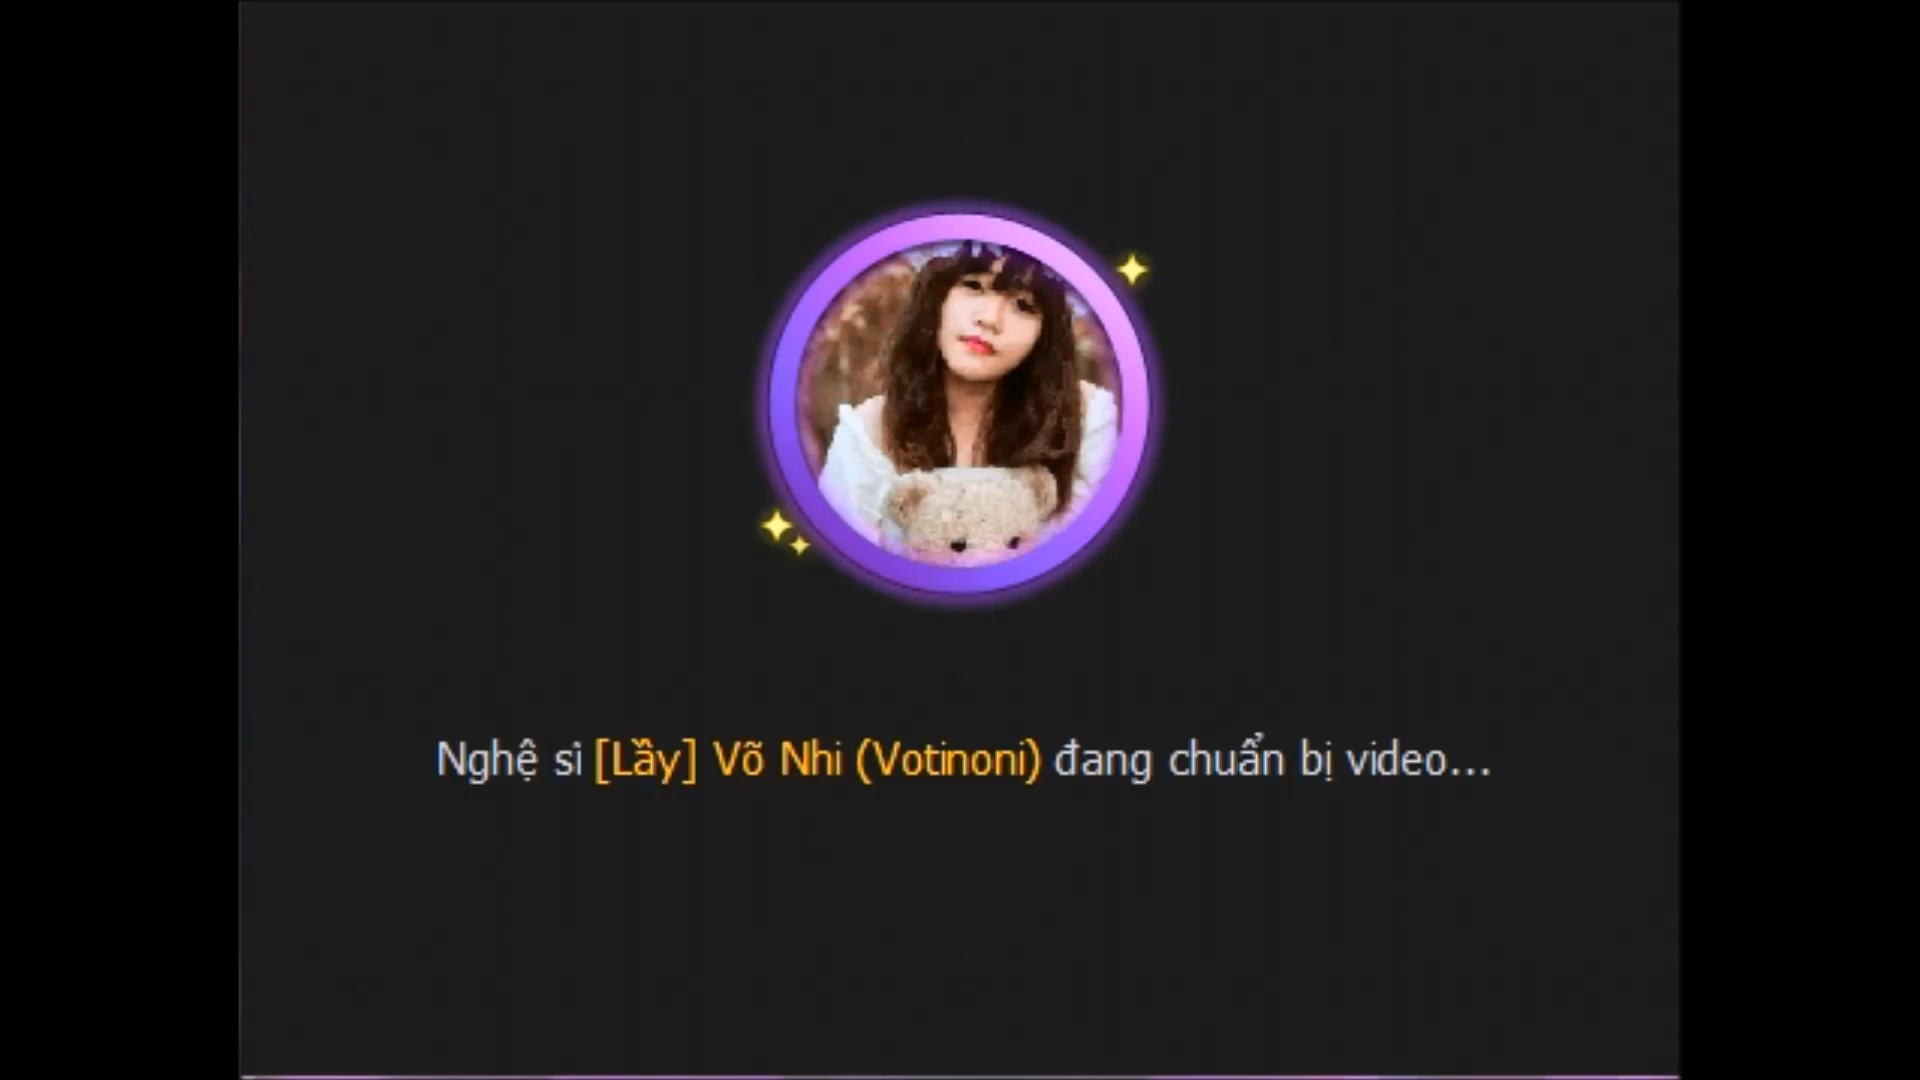 Nghệ sĩ [Lầy] Võ Nhi (Votinoni) đang chuẩn bị video...